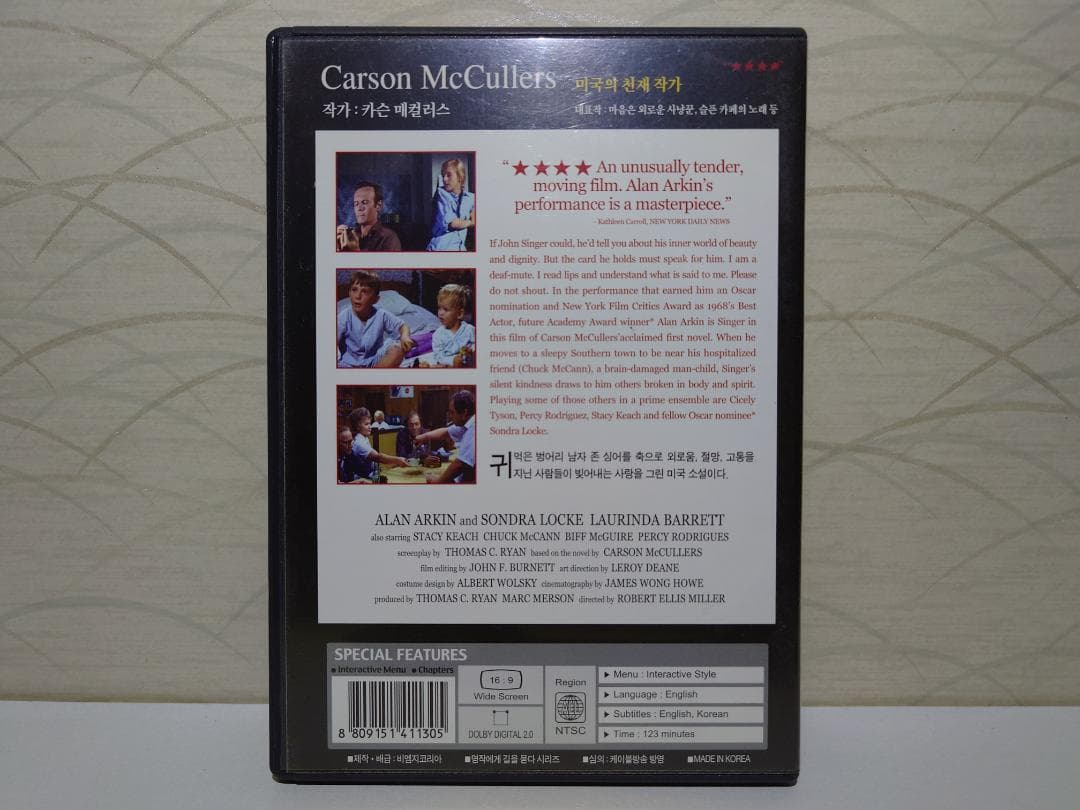 Carson McCullers 미국의 천재 작가
★★★★
작가 : 카슨 매컬러스
대표작 : 마음은 외로운 사냥꾼, 슬픈 카페의 노래 등
“★★★★ An unusually tender,
moving film. Alan Arkin's
performance is a masterpiece.”
- Kathleen Carroll, NEW YORK DAILY NEWS
If John Singer could, he'd tell you about his inner world of beauty
and dignity. But the card he holds must speak for him. I am a
deaf-mute. I read lips and understand what is said to me. Please
do not shout. In the performance that earned him an Oscar
nomination and New York Film Critics Award as 1968's Best
Actor, future Academy Award winner* Alan Arkin is Singer in
this film of Carson McCullers'acclaimed first novel. When he
moves to a sleepy Southern town to be near his hospitalized
friend (Chuck McCann), a brain-damaged man-child, Singer's
silent kindness draws to him others broken in body and spirit.
Playing some of those others in a prime ensemble are Cicely
Tyson, Percy Rodriguez, Stacy Keach and fellow Oscar nominee*
Sondra Locke.
귀먹은 벙어리 남자 존 싱어를 축으로 외로움, 절망, 고통을
지닌 사람들이 빚어내는 사랑을 그린 미국 소설이다.
ALAN ARKIN and SONDRA LOCKE LAURINDA BARRETT
also starring STACY KEACH CHUCK McCANN BIFF McGUIRE PERCY RODRIGUES
screenplay by THOMAS C. RYAN based on the novel by CARSON McCULLERS
film editing by JOHN F. BURNETT art direction by LEROY DEANE
costume design by ALBERT WOLSKY cinematography by JAMES WONG HOWE
produced by THOMAS C. RYAN MARC MERSON directed by ROBERT ELLIS MILLER
SPECIAL FEATURES
● Interactive Menu ● Chapters
8 809151 411305
16 : 9
Wide Screen
DOLBY DIGITAL 2.0
Region
ALL
NTSC
▶ Menu : Interactive Style
▶ Language : English
▶ Subtitles : English, Korean
▶ Time : 123 minutes
■제작·배급 : 비엠지코리아 ■명작에게 길을 묻다 시리즈 ■심의 : 케이블방송 방영 ■MADE IN KOREA